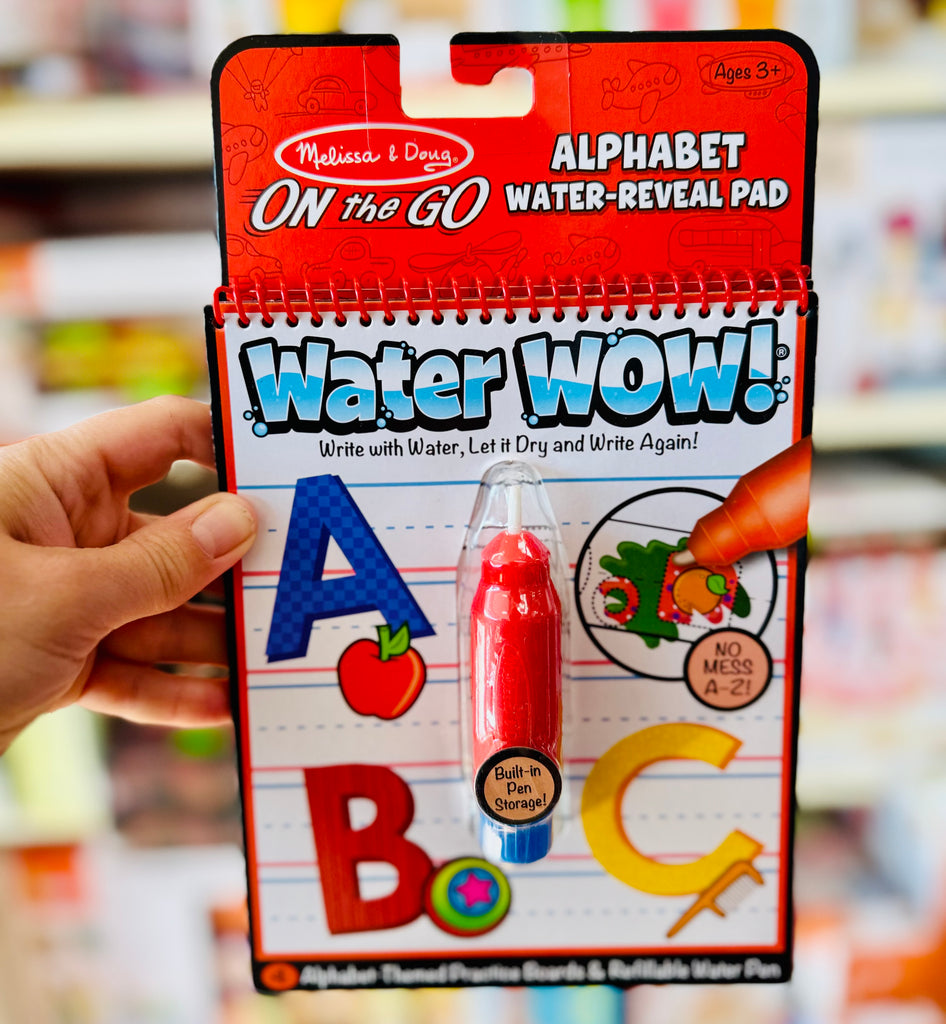 Ages 3+
Melissa & Doug®
ON the GO
ALPHABET
WATER-REVEAL PAD
Water WOW!®
Write with Water, Let it Dry and Write Again!
A
NO
MESS
A-Z!
Built-in
Pen
Storage!
B
C
4 Alphabet-Themed Practice Boards & Refillable Water Pen